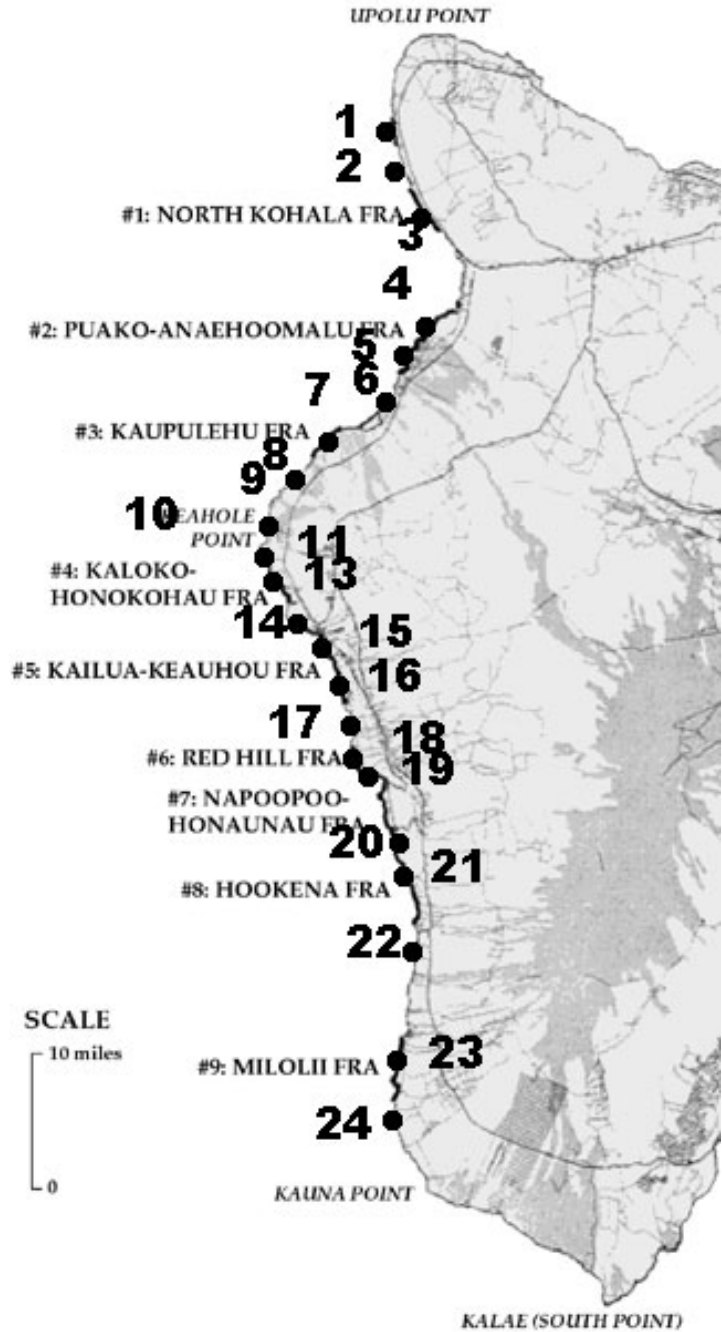 UPOLU POINT
1
2
#1: NORTH KOHALA FRA
3
4
#2: PUAKO-ANAEHOOMALU FRA
5
6
7
#3: KAUPULEHU FRA
8
9
10
POINT
11
#4: KALOKO-
13
HONOKOHAU FRA
14
15
#5: KAILUA-KEAUHOU FRA
16
17
18
#6: RED HILL FRA
19
#7: NAPOOPOO-
HONAUNAU FRA
20
21
#8: HOOKENA FRA
22
SCALE
10 miles
23
#9: MILOLII FRA
24
0
KAUNA POINT
KALAE (SOUTH POINT)